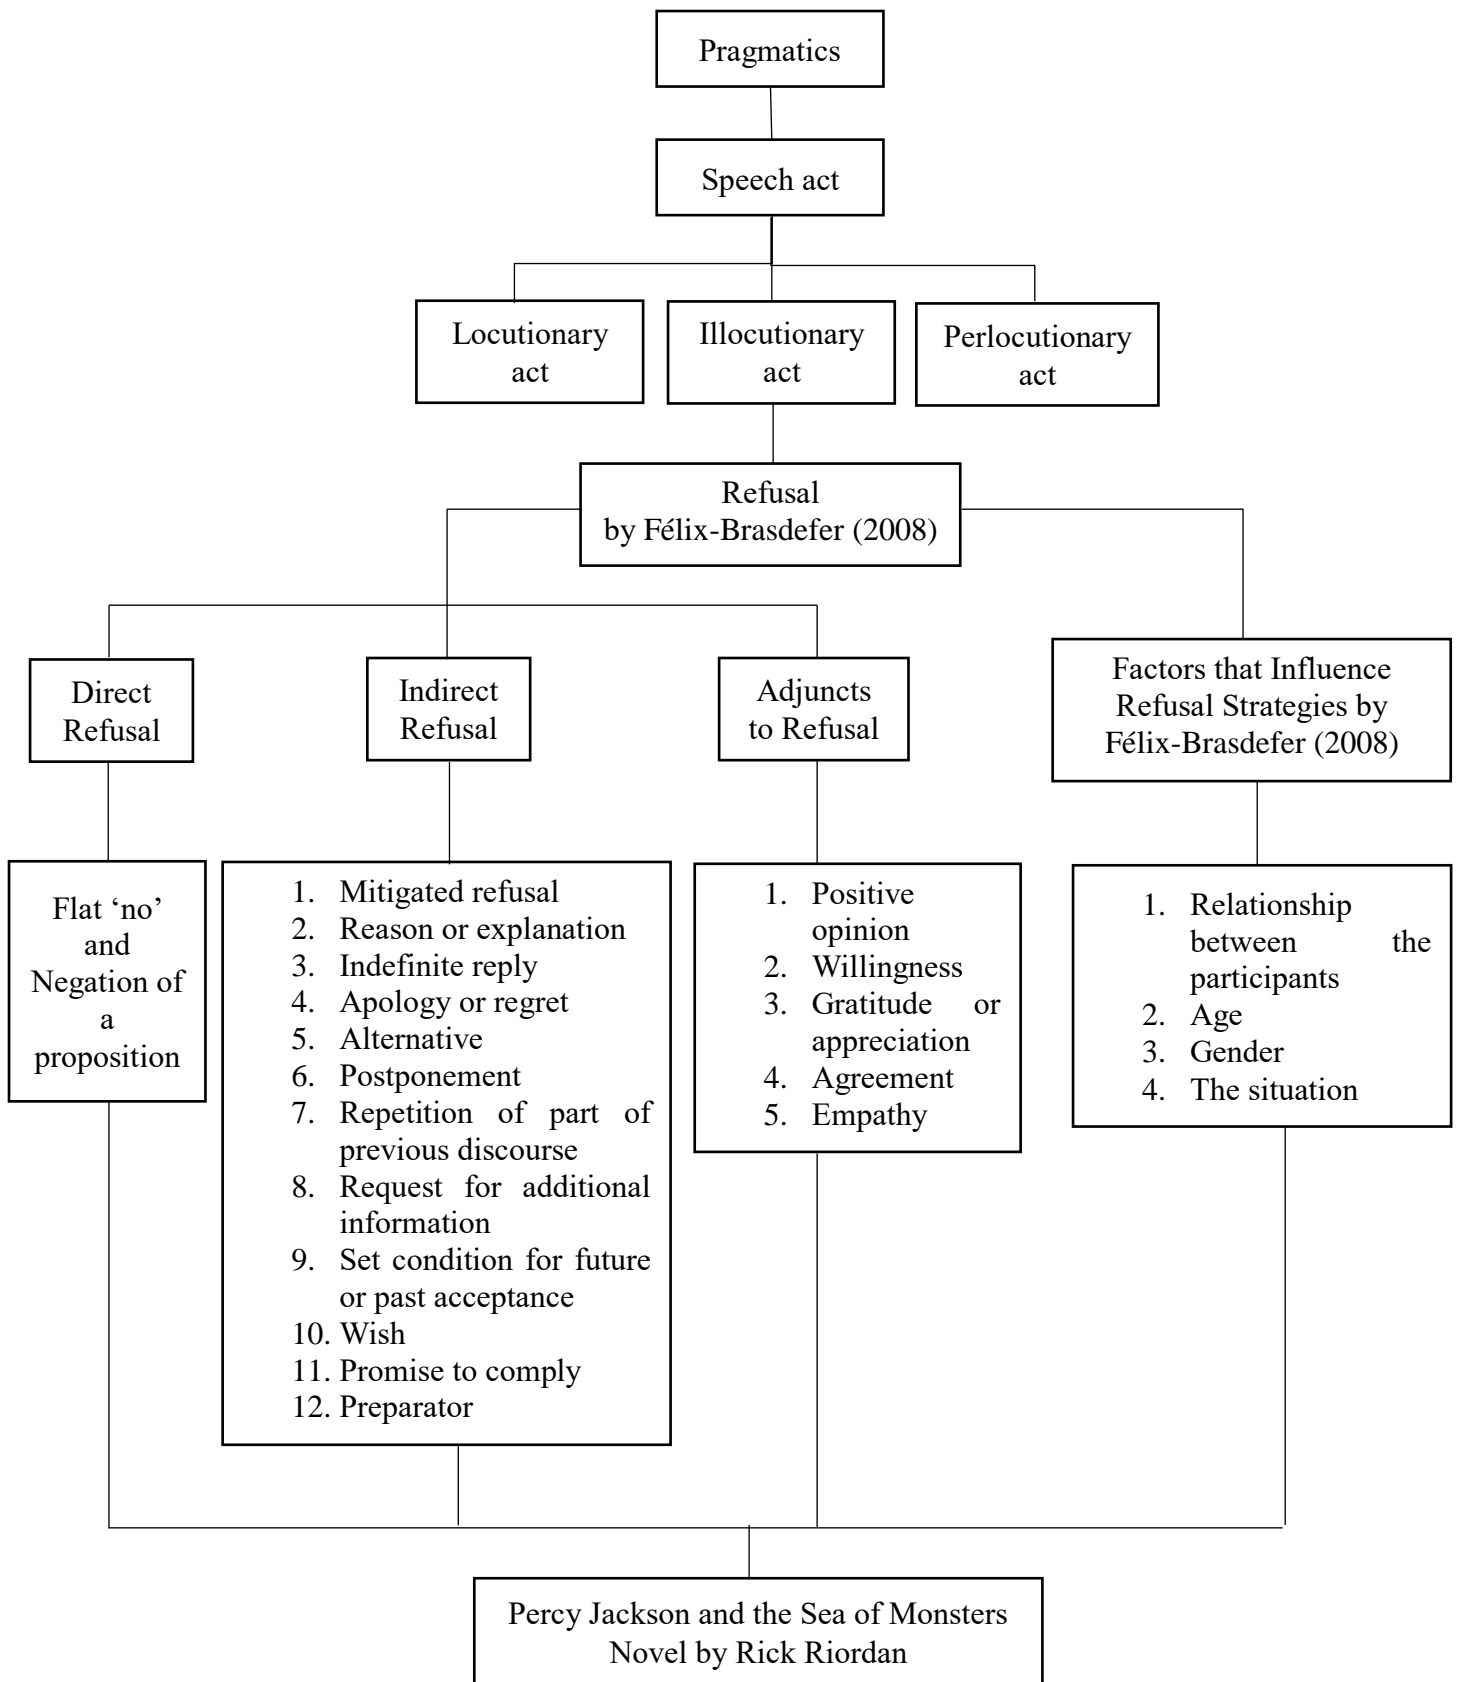 Pragmatics
Speech act
Locutionary
act
Illocutionary
act
Perlocutionary
act
Refusal
by Félix-Brasdefer (2008)
Direct
Refusal
Indirect
Refusal
Adjuncts
to Refusal
Factors that Influence
Refusal Strategies by
Félix-Brasdefer (2008)
Flat ‘no’
and
Negation of
a
proposition
1. Mitigated refusal
2. Reason or explanation
3. Indefinite reply
4. Apology or regret
5. Alternative
6. Postponement
7. Repetition of part of
previous discourse
8. Request for additional
information
9. Set condition for future
or past acceptance
10. Wish
11. Promise to comply
12. Preparator
1. Positive
opinion
2. Willingness
3. Gratitude or
appreciation
4. Agreement
5. Empathy
1. Relationship
between the
participants
2. Age
3. Gender
4. The situation
Percy Jackson and the Sea of Monsters
Novel by Rick Riordan